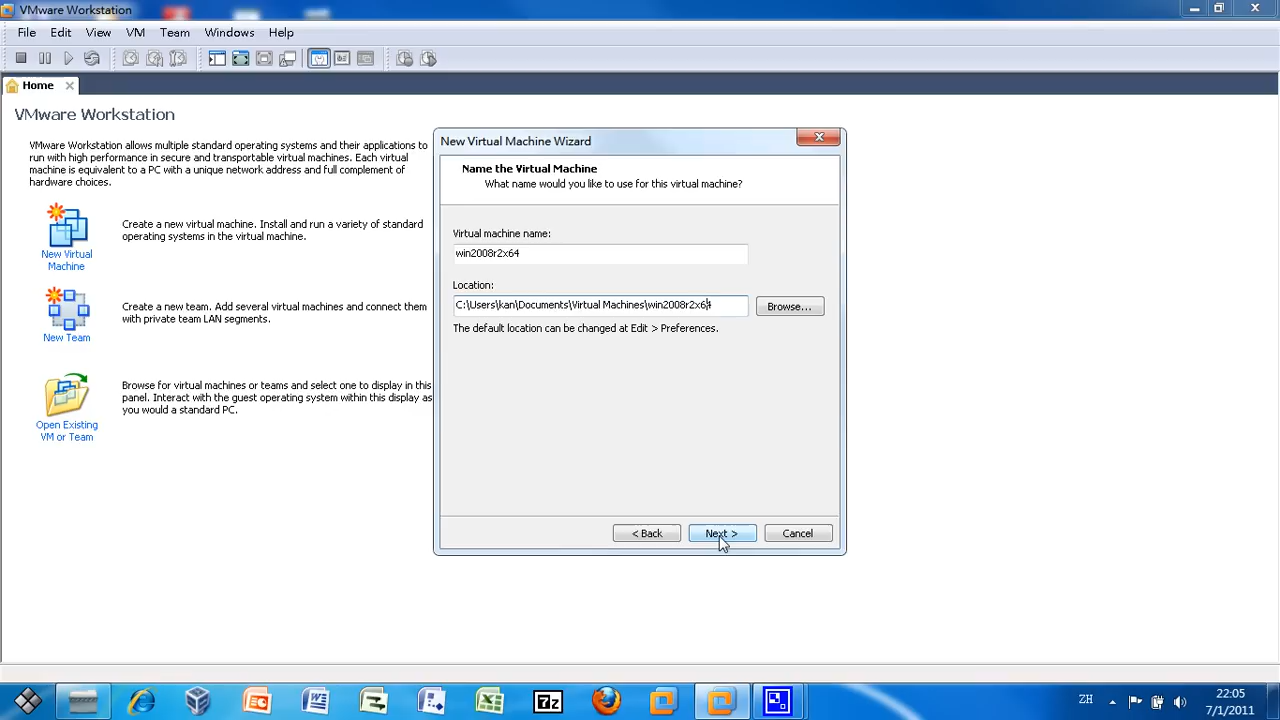 VMware Workstation
File Edit View VM Team Windows Help
Home
VMware Workstation
VMware Workstation allows multiple standard operating systems and their applications to
run with high performance in secure and transportable virtual machines. Each virtual
machine is equivalent to a PC with a unique network address and full complement of
hardware choices.
New Virtual
Machine
Create a new virtual machine. Install and run a variety of standard
operating systems in the virtual machine.
New Team
Create a new team. Add several virtual machines and connect them
with private team LAN segments.
Open Existing
VM or Team
Browse for virtual machines or teams and select one to display in this
panel. Interact with the guest operating system within this display as
you would a standard PC.
New Virtual Machine Wizard
Name the Virtual Machine
What name would you like to use for this virtual machine?
Virtual machine name:
win2008r2x64
Location:
C:\Users\kan\Documents\Virtual Machines\win2008r2x64
Browse...
The default location can be changed at Edit > Preferences.
< Back Next > Cancel
7z
ZH
22:05
7/1/2011